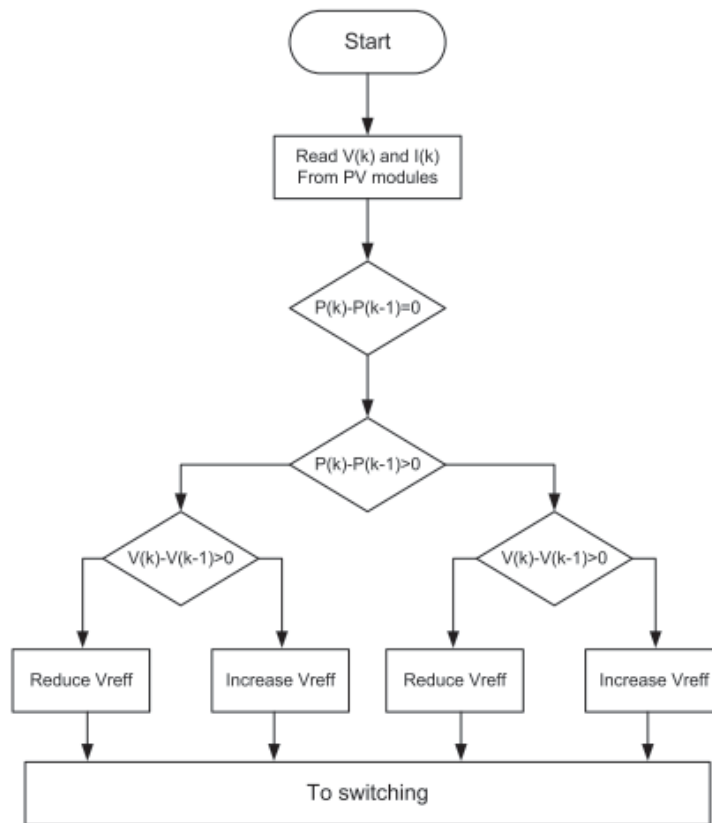 Start
Read V(k) and I(k)
From PV modules
P(k)-P(k-1)=0
P(k)-P(k-1)>0
V(k)-V(k-1)>0
V(k)-V(k-1)>0
Reduce Vreff
Increase Vreff
Reduce Vreff
Increase Vreff
To switching